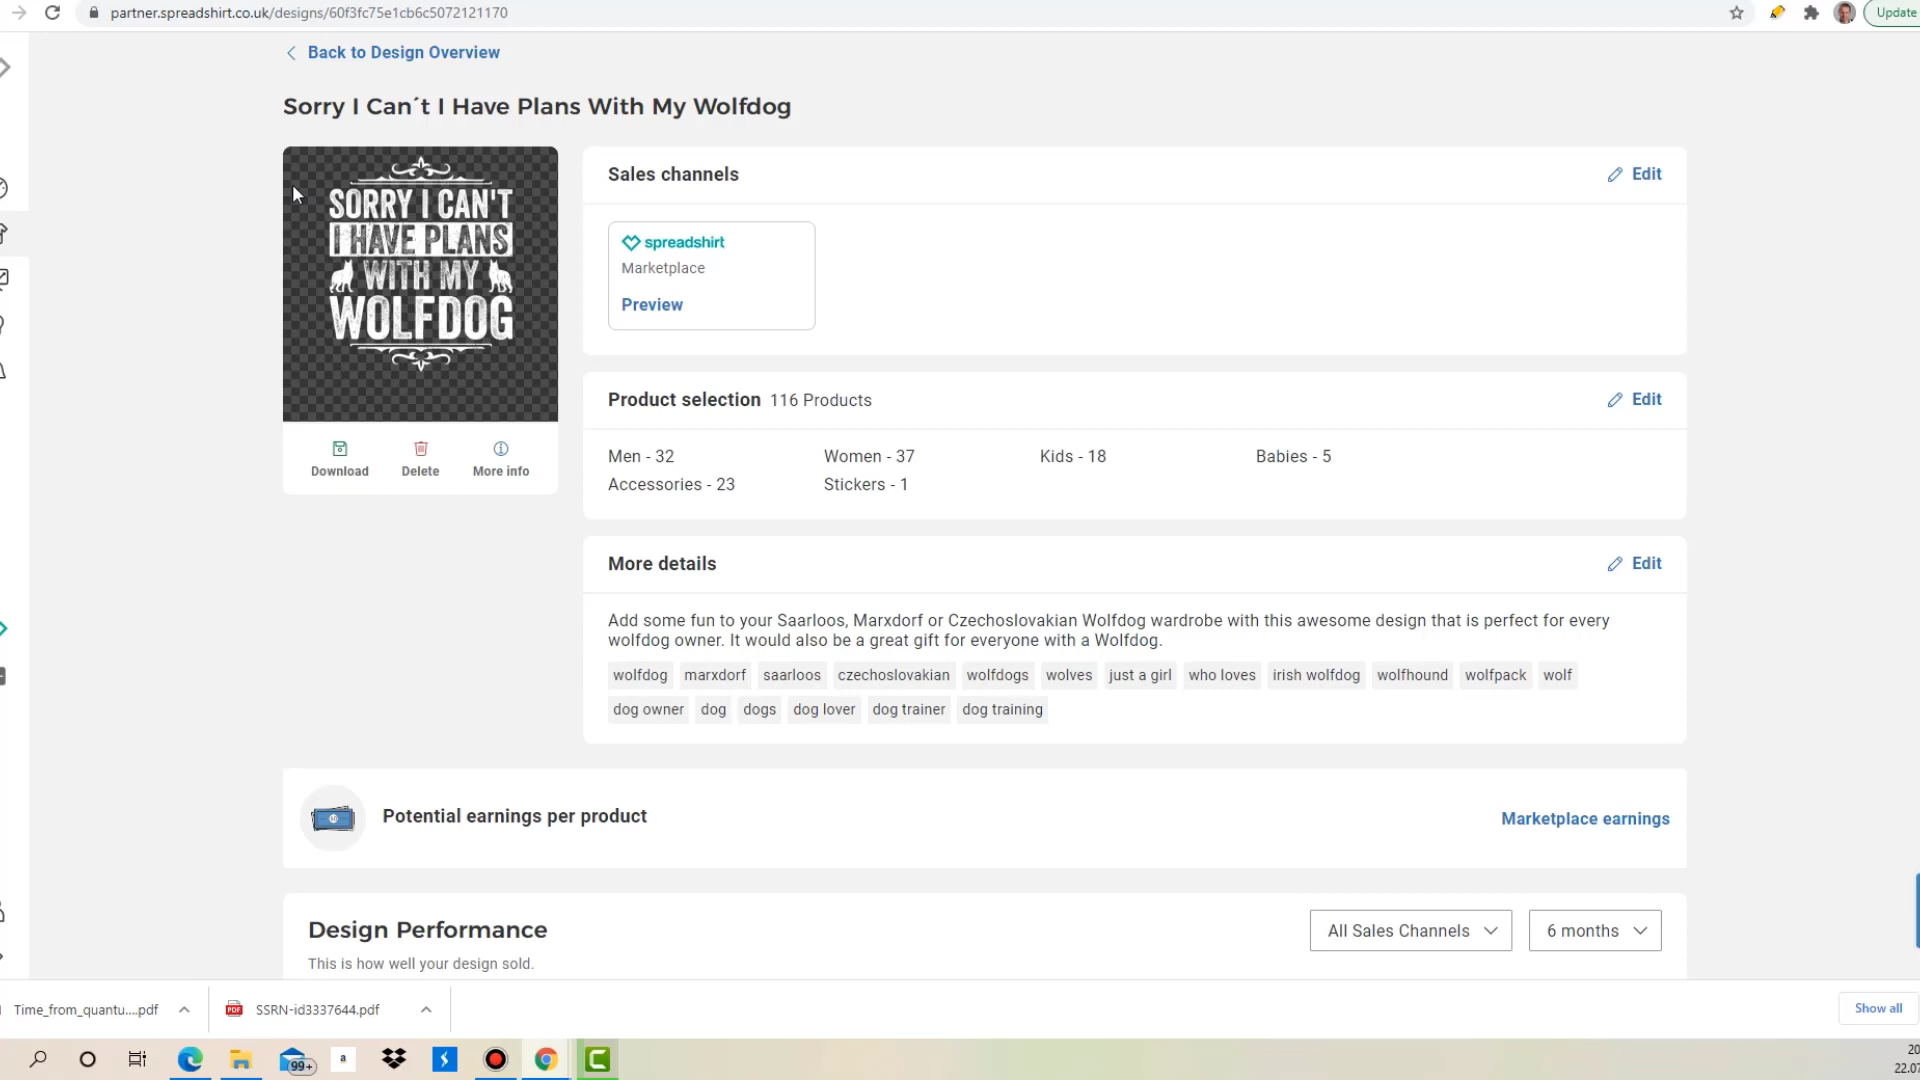 partner.spreadshirt.co.uk/designs/60f3fc75e1cb6c5072121170
Update
Back to Design Overview
Sorry I Can´t I Have Plans With My Wolfdog
SORRY I CAN'T
I HAVE PLANS
WITH MY
WOLFDOG
Download
Delete
More info
Sales channels
Edit
spreadshirt
Marketplace
Preview
Product selection 116 Products
Edit
Men - 32
Women - 37
Kids - 18
Babies - 5
Accessories - 23
Stickers - 1
More details
Edit
Add some fun to your Saarloos, Marxdorf or Czechoslovakian Wolfdog wardrobe with this awesome design that is perfect for every
wolfdog owner. It would also be a great gift for everyone with a Wolfdog.
wolfdog marxdorf saarloos czechoslovakian wolfdogs wolves just a girl who loves irish wolfdog wolfhound wolfpack wolf
dog owner dog dogs dog lover dog trainer dog training
Potential earnings per product
Marketplace earnings
Design Performance
All Sales Channels
6 months
This is how well your design sold.
Time_from_quantu....pdf
PDF
SSRN-id3337644.pdf
Show all
99+
a
20
22.07